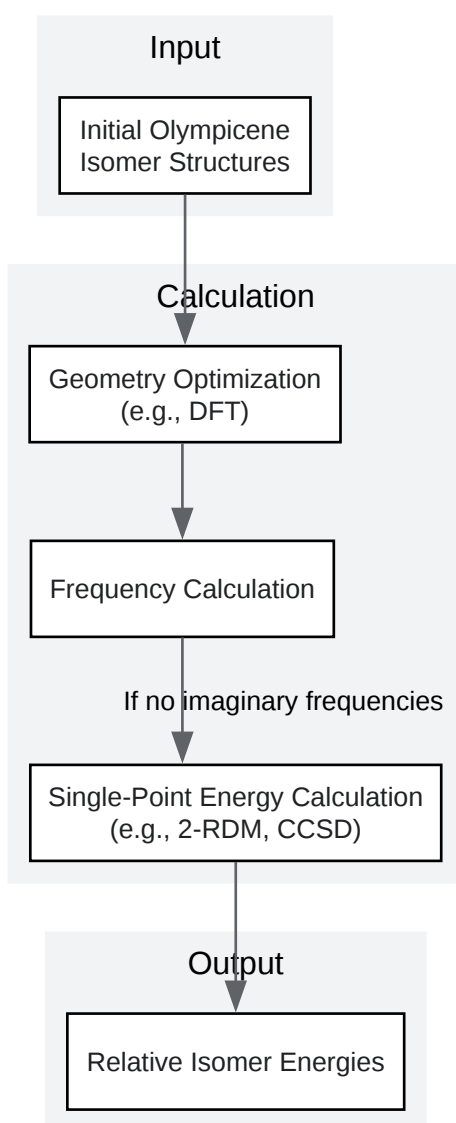 Input
Initial Olympicene
Isomer Structures
Calculation
Geometry Optimization
(e.g., DFT)
Frequency Calculation
If no imaginary frequencies
Single-Point Energy Calculation
(e.g., 2-RDM, CCSD)
Output
Relative Isomer Energies